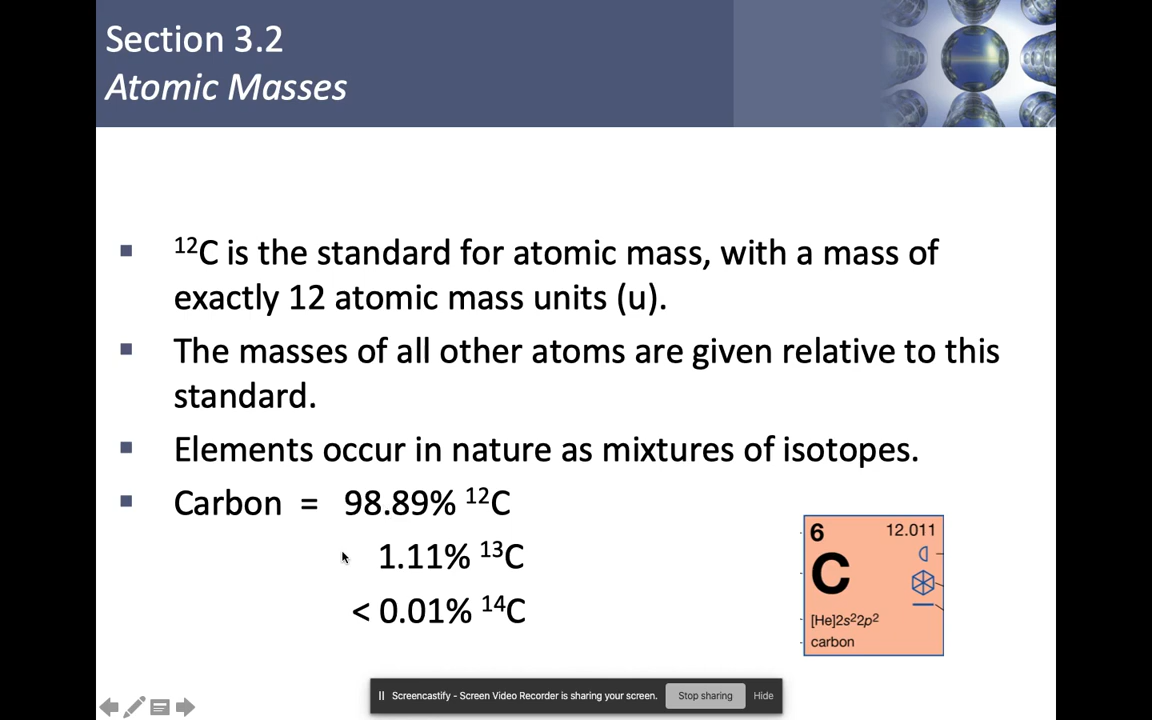 Section 3.2
Atomic Masses
▪ ¹²C is the standard for atomic mass, with a mass of
exactly 12 atomic mass units (u).
▪ The masses of all other atoms are given relative to this
standard.
▪ Elements occur in nature as mixtures of isotopes.
▪ Carbon = 98.89% ¹²C
1.11% ¹³C
< 0.01% ¹⁴C
6 12.011
C
[He]2s²2p²
carbon
Screencastify - Screen Video Recorder is sharing your screen. Stop sharing Hide